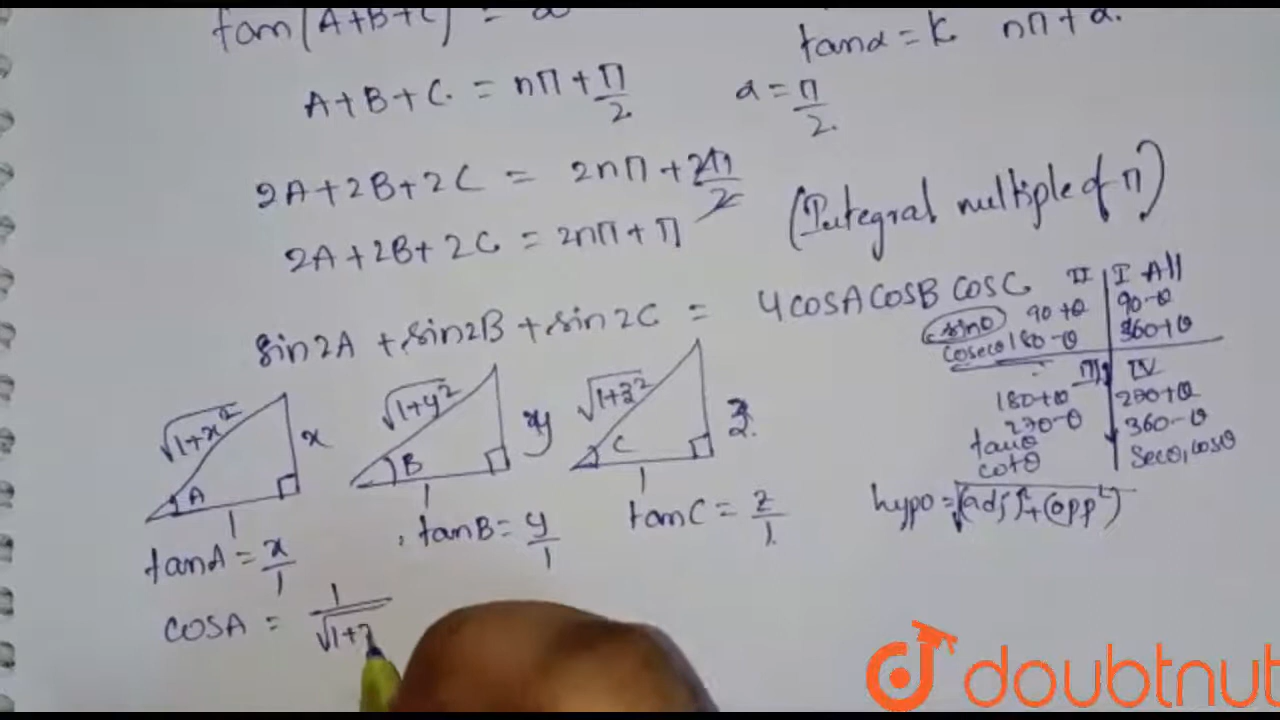 tan(A+B+C) = ∞
tanα = k nπ + α.
A+B+C. = nπ + π/2
α = π/2.
2A+2B+2C = 2nπ + 2π/2
2A+2B+2C = 2nπ + π
(Integral multiple of π)
sin2A + sin2B + sin2C = 4cosA cosB cosC
II I All
sinθ 90+θ 90-θ
cosecθ 180-θ 360+θ
III IV
180+θ 270+θ
270-θ 360-θ
tanθ secθ, cosθ
cotθ
√1+x² x A 1
√1+y² y B 1
√1+z² z. C 1
hypo = √(adj)²+(opp²)
tanA = x/1
tanB = y/1
tanC = z/1.
cosA = 1/√1+
doubtnut